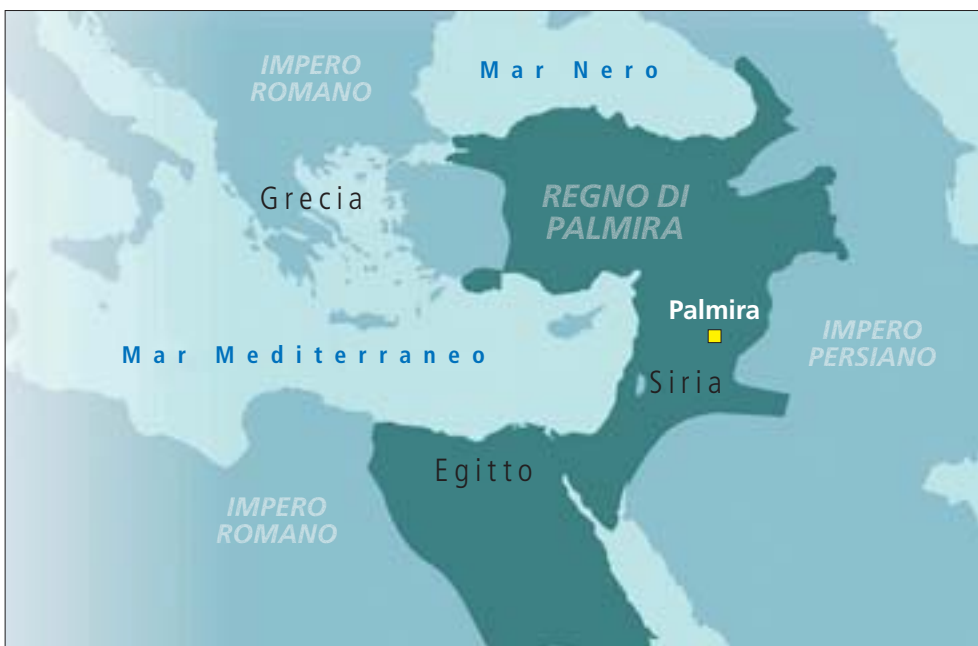 IMPERO
ROMANO
Mar Nero
Grecia
REGNO DI
PALMIRA
Palmira
Mar Mediterraneo
IMPERO
PERSIANO
Siria
Egitto
IMPERO
ROMANO